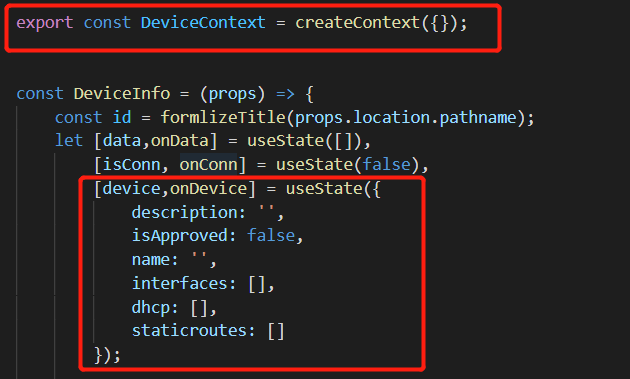 export const DeviceContext = createContext({});
const DeviceInfo = (props) => {
const id = formlizeTitle(props.location.pathname);
let [data,onData] = useState([]),
[isConn, onConn] = useState(false),
[device,onDevice] = useState({
description: '',
isApproved: false,
name: '',
interfaces: [],
dhcp: [],
staticroutes: []
});